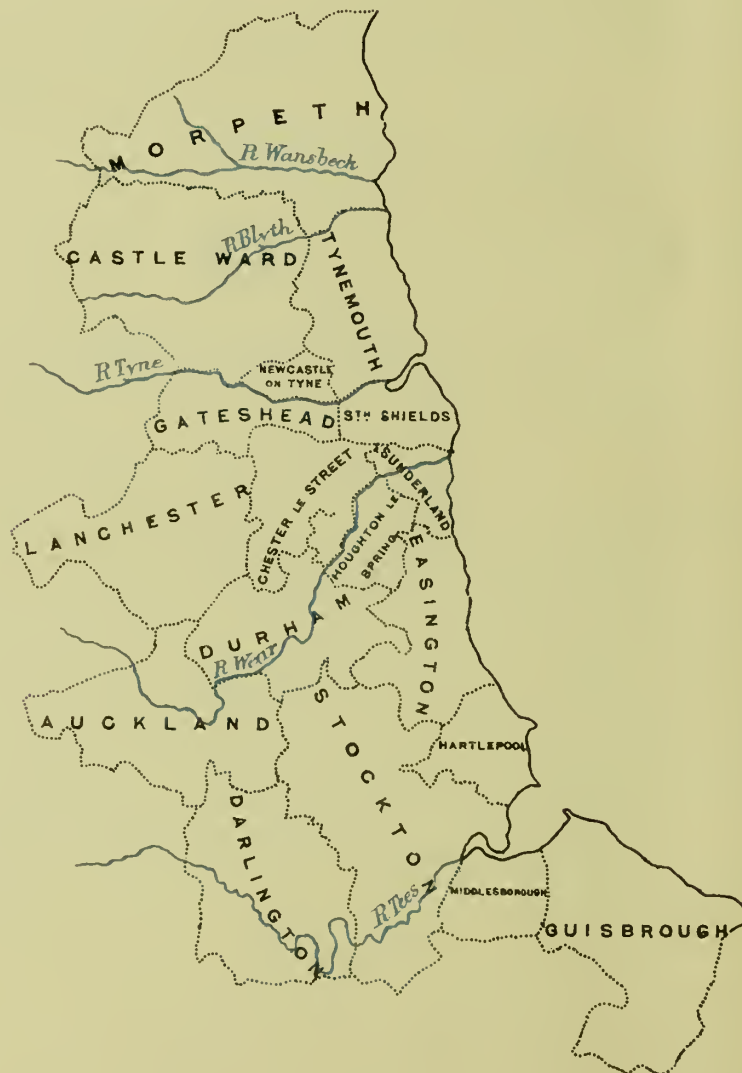 MORPETH
R Wansbeck
R Blyth
CASTLE WARD
TYNEMOUTH
R Tyne
NEWCASTLE
ON TYNE
GATESHEAD
STH SHIELDS
SUNDERLAND
CHESTER LE STREET
LANCHESTER
HOUGHTON LE
SPRING
EASINGTON
DURHAM
R Wear
STOCKTON
AUCKLAND
HARTLEPOOL
DARLINGTON
R Tees
MIDDLESBOROUGH
GUISBROUGH